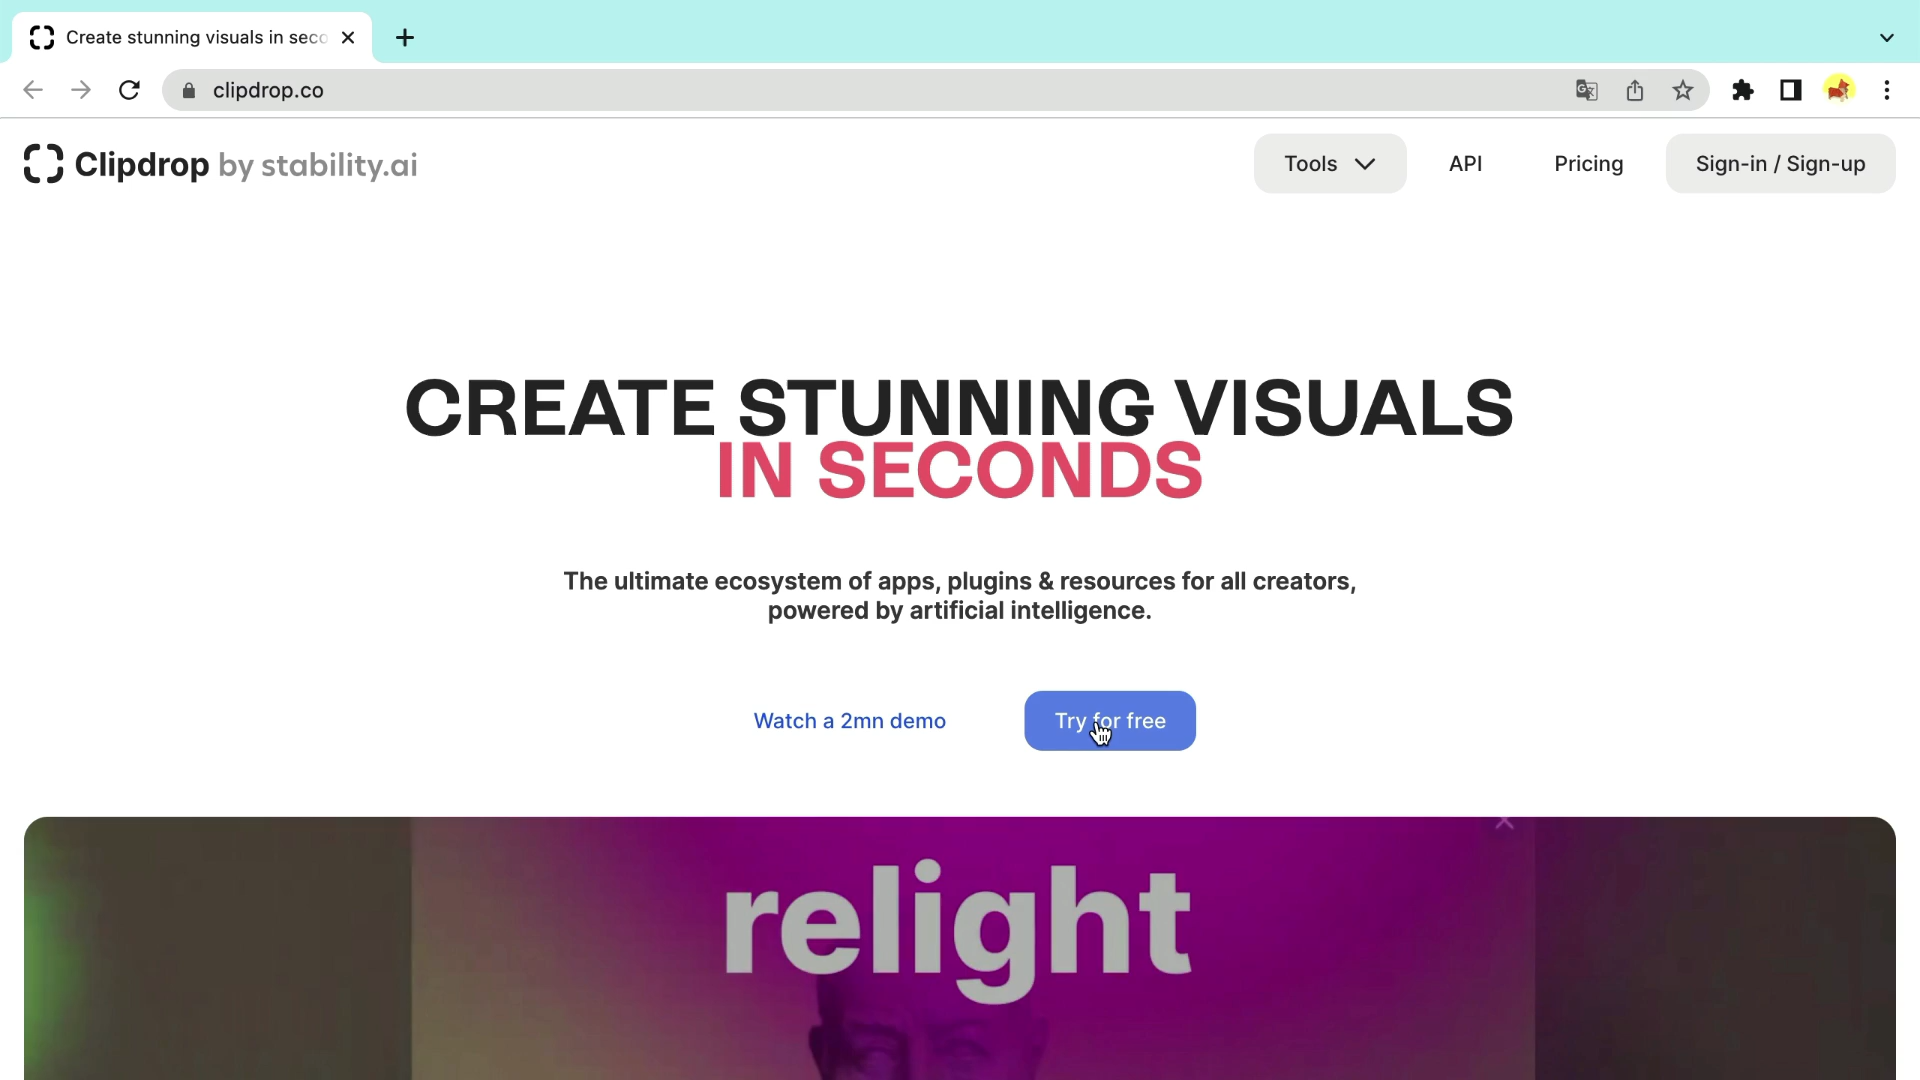 Create stunning visuals in seco
clipdrop.co
Clipdrop by stability.ai
Tools
API
Pricing
Sign-in / Sign-up
CREATE STUNNING VISUALS
IN SECONDS
The ultimate ecosystem of apps, plugins & resources for all creators,
powered by artificial intelligence.
Watch a 2mn demo
Try for free
relight